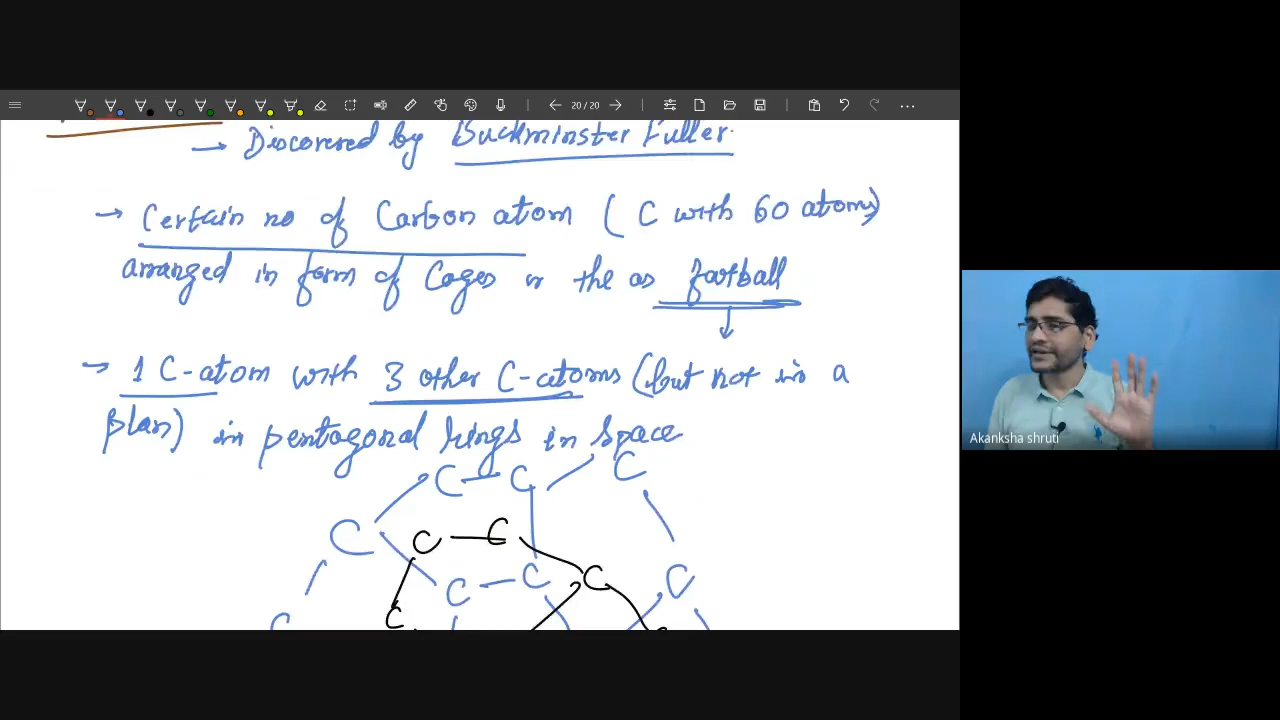 20/20
→ Discovered by Buckminster Fuller.
→ Certain no of Carbon atom ( C with 60 atoms)
arranged in form of Cages in the as football
→ 1 C-atom with 3 other C-atoms (but not in a
plan) in pentagonal rings in space
C C C
C C C
C C C C
C C
Akanksha shruti